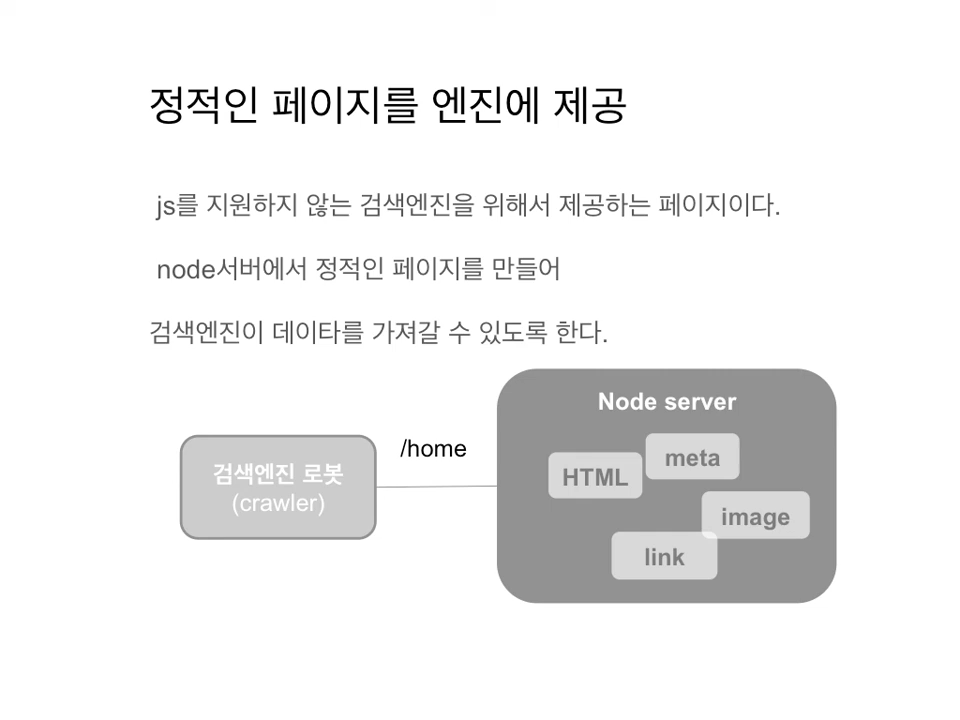 정적인 페이지를 엔진에 제공
js를 지원하지 않는 검색엔진을 위해서 제공하는 페이지이다.
node서버에서 정적인 페이지를 만들어
검색엔진이 데이타를 가져갈 수 있도록 한다.
Node server
/home
meta
검색엔진 로봇
(crawler)
HTML
image
link